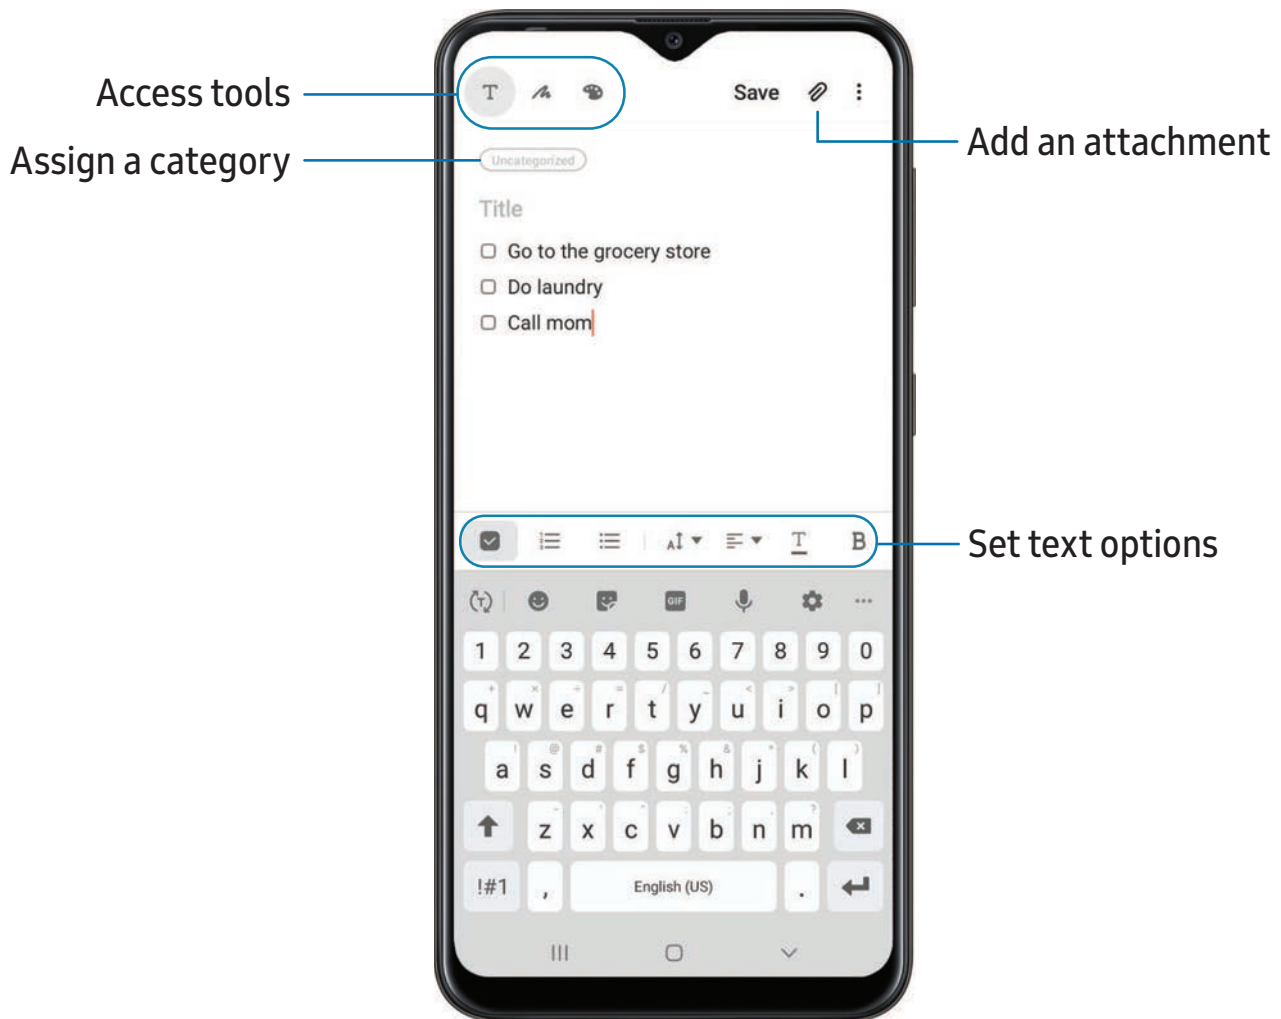 Access tools
T
Save
Add an attachment
Assign a category
Uncategorized
Title
Go to the grocery store
Do laundry
Call mom
Set text options
A T B
T GIF
1 2 3 4 5 6 7 8 9 0
q w e r t y u i o p
a s d f g h j k l
z x c v b n m
!#1 , English (US) .